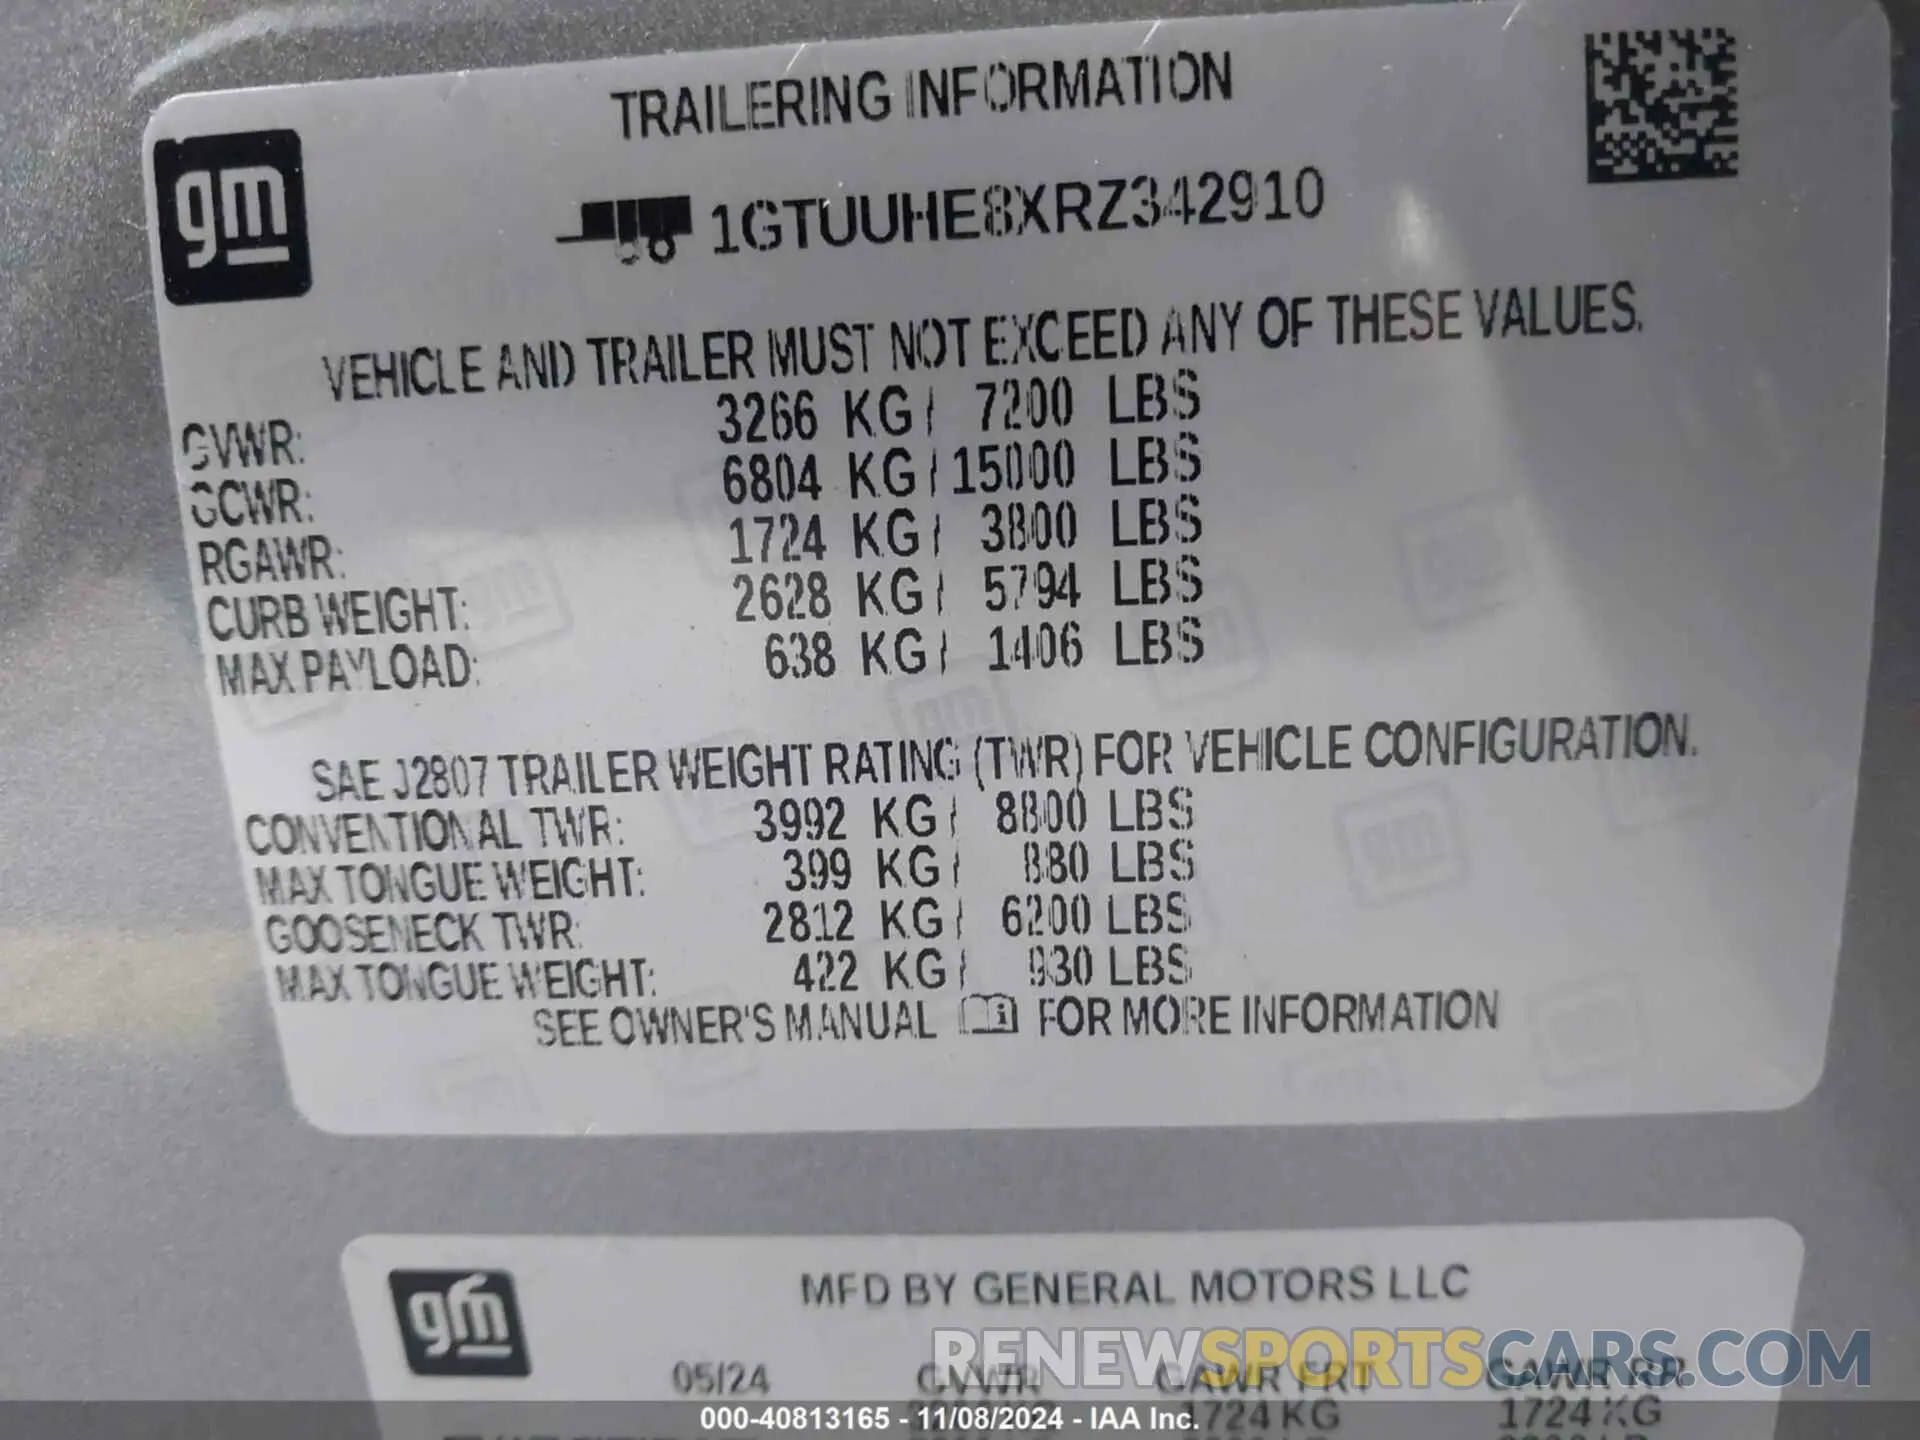 TRAILERING INFORMATION
gm
1GTUUHE8XRZ342910
VEHICLE AND TRAILER MUST NOT EXCEED ANY OF THESE VALUES.
GVWR: 3266 KG / 7200 LBS
GCWR: 6804 KG / 15000 LBS
RGAWR: 1724 KG / 3800 LBS
CURB WEIGHT: 2628 KG / 5794 LBS
MAX PAYLOAD: 638 KG / 1406 LBS
SAE J2807 TRAILER WEIGHT RATING (TWR) FOR VEHICLE CONFIGURATION.
CONVENTIONAL TWR: 3992 KG / 8800 LBS
MAX TONGUE WEIGHT: 399 KG / 880 LBS
GOOSENECK TWR: 2812 KG / 6200 LBS
MAX TONGUE WEIGHT: 422 KG / 930 LBS
SEE OWNER'S MANUAL FOR MORE INFORMATION
gm
MFD BY GENERAL MOTORS LLC
RENEWSPORTSCARS.COM
05/24 GVWR GAWR FRT GAWR RR
1724 KG 1724 KG
000-40813165 - 11/08/2024 - IAA Inc.